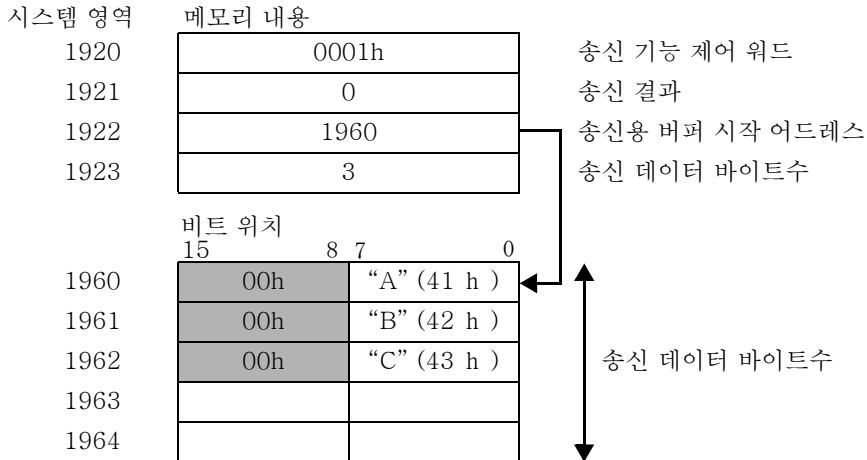 시스템 영역 메모리 내용
1920 0001h 송신 기능 제어 워드
1921 0 송신 결과
1922 1960 송신용 버퍼 시작 어드레스
1923 3 송신 데이터 바이트수
비트 위치
15 8 7 0
1960 00h “A” (41 h )
1961 00h “B” (42 h )
1962 00h “C” (43 h ) 송신 데이터 바이트수
1963
1964